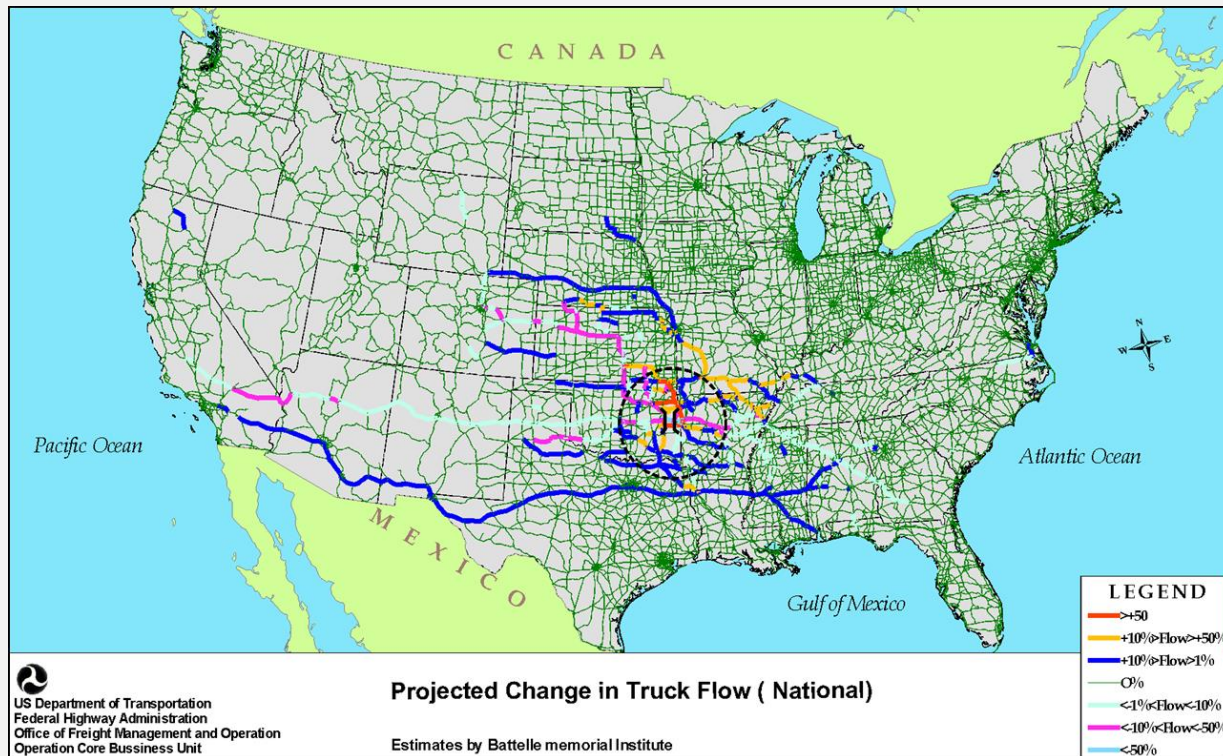 CANADA
N
W E
S
Pacific Ocean
Atlantic Ocean
MEXICO
Gulf of Mexico
LEGEND
>+50
+10%>Flow>+50%
+10%>Flow>1%
O%
<-1%<Flow<-10%
<-10%<Flow<-50%
<-50%
US Department of Transportation
Federal Highway Administration
Office of Freight Management and Operation
Operation Core Bussiness Unit
Projected Change in Truck Flow ( National)
Estimates by Battelle memorial Institute